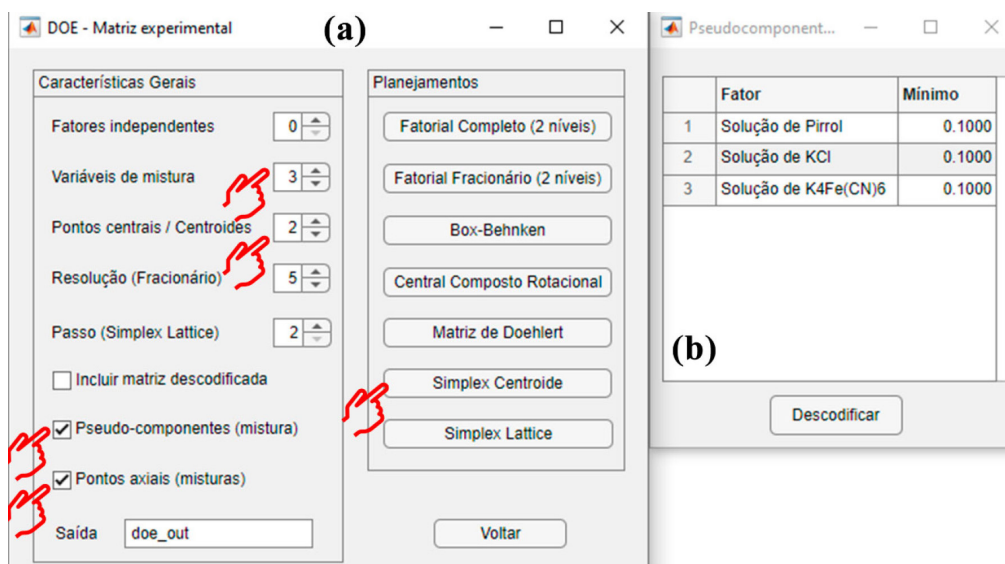 DOE - Matriz experimental
(a)
Características Gerais
Fatores independentes 0
Variáveis de mistura 3
Pontos centrais / Centroides 2
Resolução (Fracionário) 5
Passo (Simplex Lattice) 2
Incluir matriz descodificada
Pseudo-componentes (mistura)
Pontos axiais (misturas)
Saída doe_out
Planejamentos
Fatorial Completo (2 níveis)
Fatorial Fracionário (2 níveis)
Box-Behnken
Central Composto Rotacional
Matriz de Doehlert
Simplex Centroide
Simplex Lattice
Voltar
Pseudocomponent...
Fator Mínimo
1 Solução de Pirrol 0.1000
2 Solução de KCl 0.1000
3 Solução de K4Fe(CN)6 0.1000
(b)
Descodificar